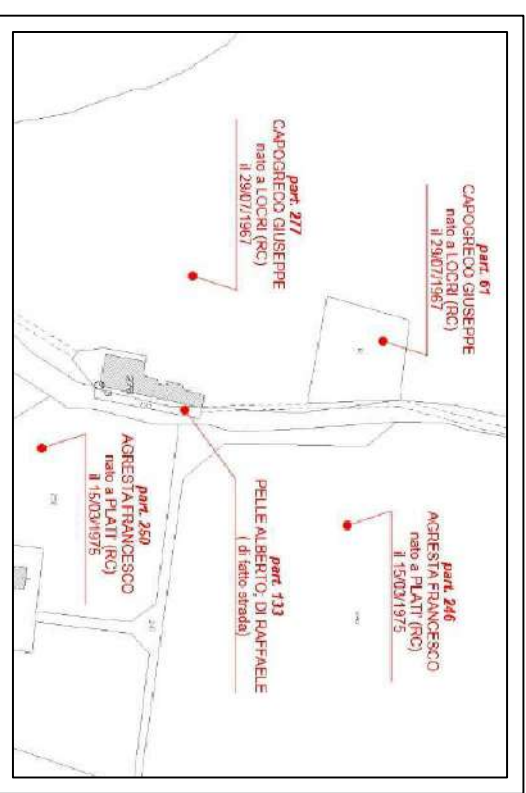 part. 61
CAPOGRECO GIUSEPPE
nato a LOCRI (RC)
il 29/07/1967
part. 246
AGRESTA FRANCESCO
nato a PLATI' (RC)
il 15/03/1975
part. 277
CAPOGRECO GIUSEPPE
nato a LOCRI (RC)
il 29/07/1967
part. 133
PELLE ALBERTO; DI RAFFAELE
( di fatto strada)
part. 250
AGRESTA FRANCESCO
nato a PLATI' (RC)
il 15/03/1975